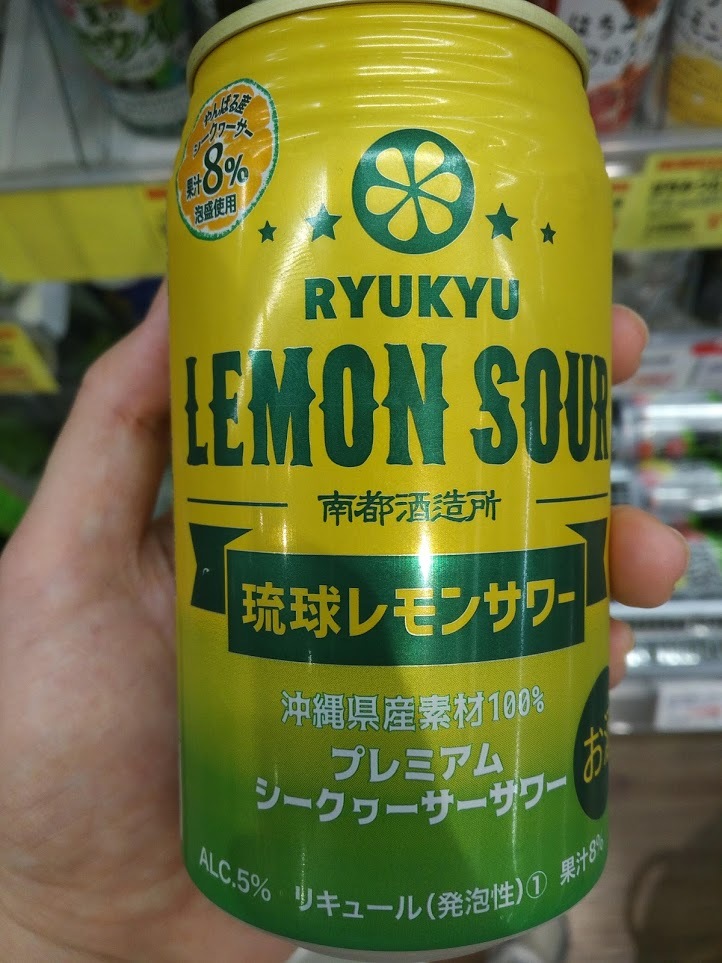 やんばる産
シークヮーサー
果汁8%
泡盛使用
RYUKYU
LEMON SOUR
南都酒造所
琉球レモンサワー
沖縄県産素材100%
プレミアム
シークヮーサーサワー
お酒
ALC.5% リキュール(発泡性)① 果汁8%